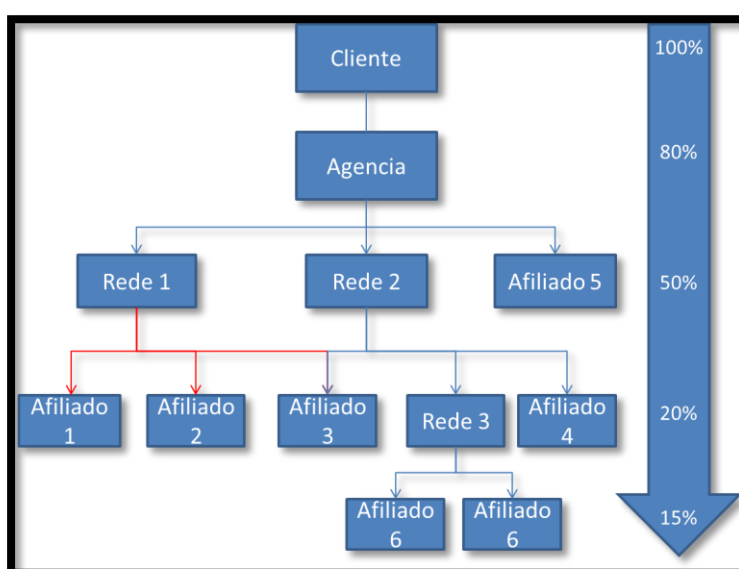 Cliente
100%
Agencia
80%
Rede 1
Rede 2
Afiliado 5
50%
Afiliado
1
Afiliado
2
Afiliado
3
Rede 3
Afiliado
4
20%
Afiliado
6
Afiliado
6
15%